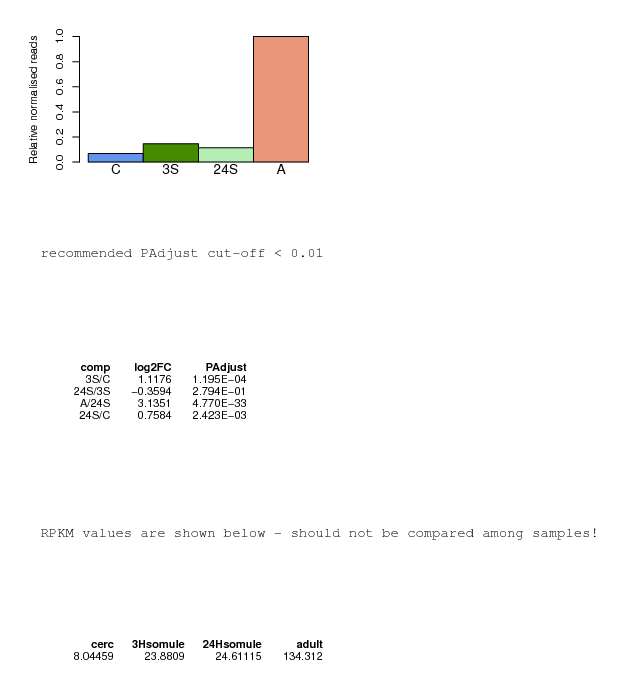 Relative normalised reads
1.0
0.8
0.6
0.4
0.2
0.0
C 3S 24S A
recommended PAdjust cut-off < 0.01
comp log2FC PAdjust
3S/C 1.1176 1.195E−04
24S/3S −0.3594 2.794E−01
A/24S 3.1351 4.770E−33
24S/C 0.7584 2.423E−03
RPKM values are shown below - should not be compared among samples!
cerc 3Hsomule 24Hsomule adult
8.04459 23.8809 24.61115 134.312